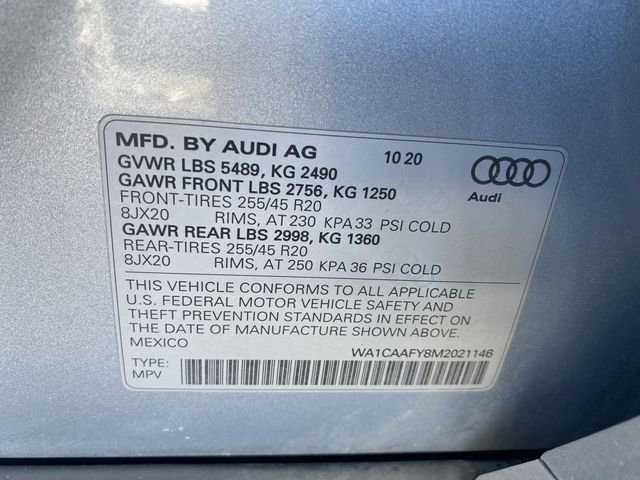 MFD. BY AUDI AG 10 20
GVWR LBS 5489, KG 2490
GAWR FRONT LBS 2756, KG 1250
Audi
FRONT-TIRES 255/45 R20
8JX20 RIMS, AT 230 KPA 33 PSI COLD
GAWR REAR LBS 2998, KG 1360
REAR-TIRES 255/45 R20
8JX20 RIMS, AT 250 KPA 36 PSI COLD
THIS VEHICLE CONFORMS TO ALL APPLICABLE
U.S. FEDERAL MOTOR VEHICLE SAFETY AND
THEFT PREVENTION STANDARDS IN EFFECT ON
THE DATE OF MANUFACTURE SHOWN ABOVE.
MEXICO
WA1CAAFY8M2021146
TYPE:
MPV